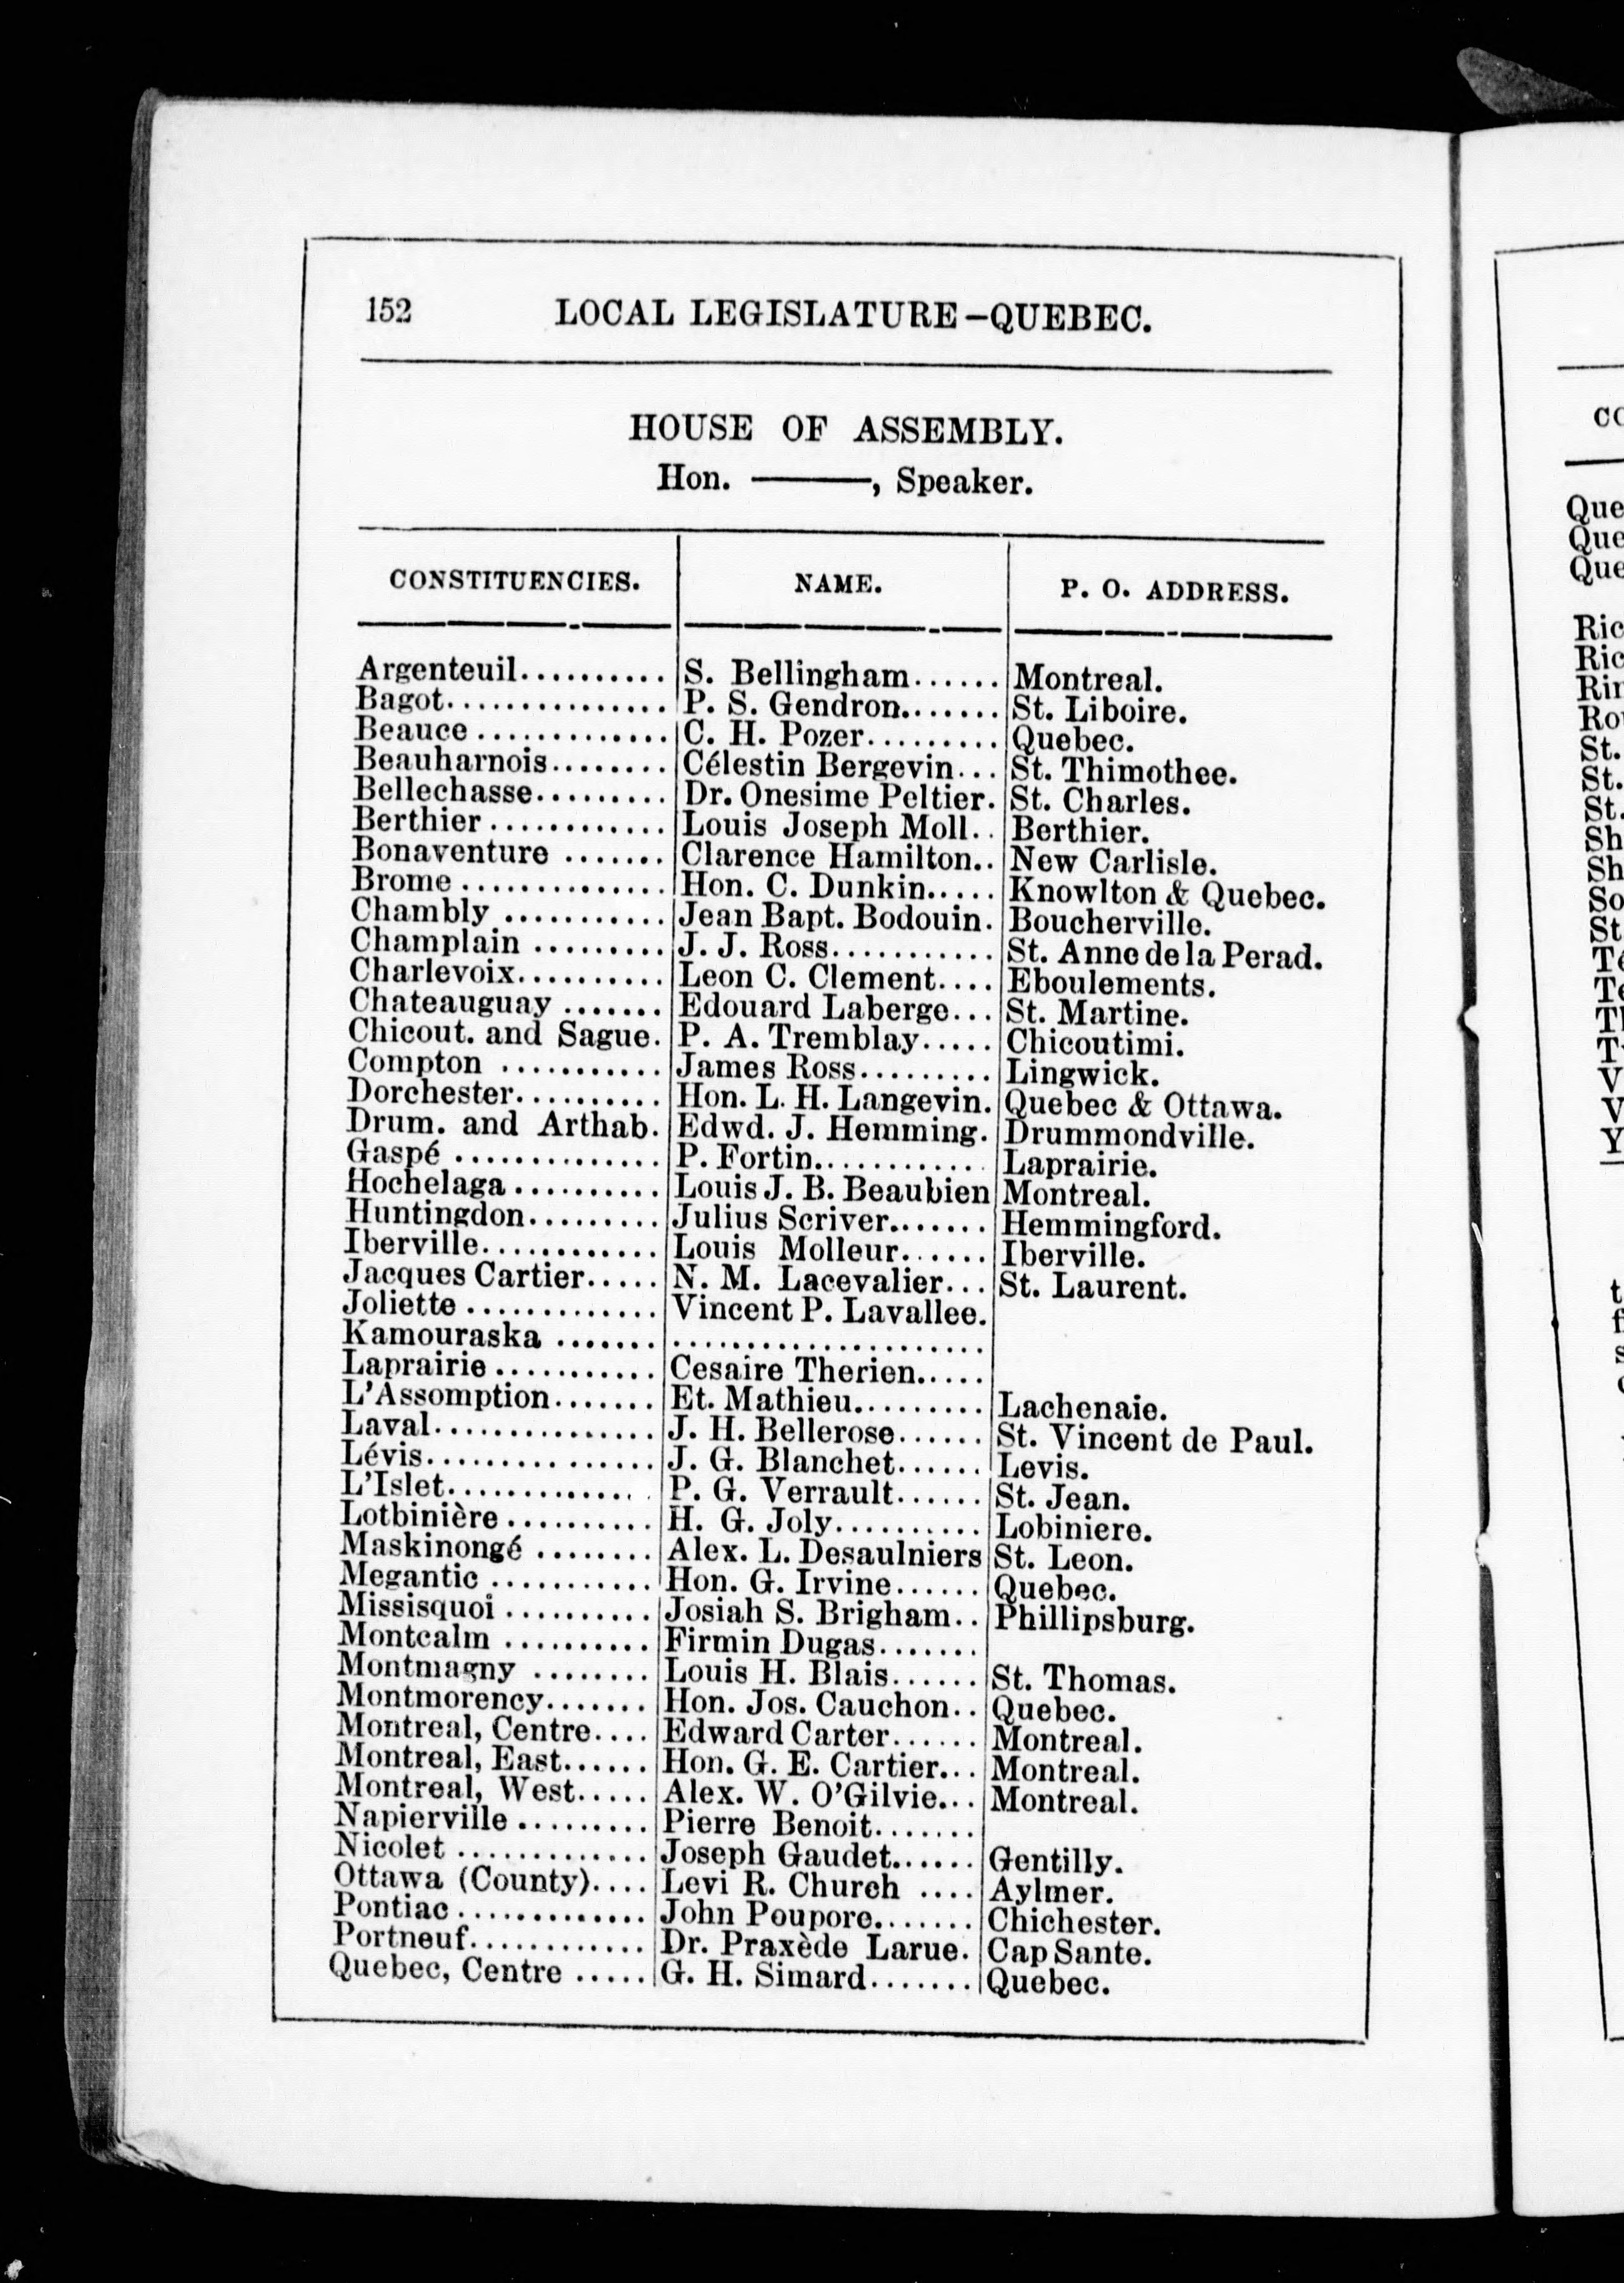 152 LOCAL LEGISLATURE-QUEBEC.
HOUSE OF ASSEMBLY.
Hon. ———, Speaker.
CONSTITUENCIES. NAME. P. O. ADDRESS.
Argenteuil.......... S. Bellingham...... Montreal.
Bagot............... P. S. Gendron....... St. Liboire.
Beauce ............. C. H. Pozer......... Quebec.
Beauharnois........ Célestin Bergevin... St. Thimothee.
Bellechasse......... Dr. Onesime Peltier. St. Charles.
Berthier ............ Louis Joseph Moll.. Berthier.
Bonaventure ....... Clarence Hamilton.. New Carlisle.
Brome .............. Hon. C. Dunkin..... Knowlton & Quebec.
Chambly ........... Jean Bapt. Bodouin. Boucherville.
Champlain ......... J. J. Ross............ St. Anne de la Perad.
Charlevoix.......... Leon C. Clement.... Eboulements.
Chateauguay ....... Edouard Laberge... St. Martine.
Chicout. and Sague. P. A. Tremblay..... Chicoutimi.
Compton ........... James Ross......... Lingwick.
Dorchester.......... Hon. L. H. Langevin. Quebec & Ottawa.
Drum. and Arthab. Edwd. J. Hemming. Drummondville.
Gaspé .............. P. Fortin............ Laprairie.
Hochelaga .......... Louis J. B. Beaubien Montreal.
Huntingdon......... Julius Scriver....... Hemmingford.
Iberville............ Louis Molleur...... Iberville.
Jacques Cartier..... N. M. Lacevalier... St. Laurent.
Joliette ............. Vincent P. Lavallee.
Kamouraska ....... .....................
Laprairie ........... Cesaire Therien.....
L'Assomption....... Et. Mathieu......... Lachenaie.
Laval............... J. H. Bellerose...... St. Vincent de Paul.
Lévis................ J. G. Blanchet...... Levis.
L'Islet.............. P. G. Verrault...... St. Jean.
Lotbinière .......... H. G. Joly.......... Lobiniere.
Maskinongé ........ Alex. L. Desaulniers St. Leon.
Megantic ........... Hon. G. Irvine...... Quebec.
Missisquoi .......... Josiah S. Brigham.. Phillipsburg.
Montcalm .......... Firmin Dugas.......
Montmagny ........ Louis H. Blais...... St. Thomas.
Montmorency....... Hon. Jos. Cauchon.. Quebec.
Montreal, Centre.... Edward Carter...... Montreal.
Montreal, East...... Hon. G. E. Cartier... Montreal.
Montreal, West..... Alex. W. O'Gilvie... Montreal.
Napierville ......... Pierre Benoit.......
Nicolet ............. Joseph Gaudet...... Gentilly.
Ottawa (County).... Levi R. Church .... Aylmer.
Pontiac ............. John Poupore....... Chichester.
Portneuf............ Dr. Praxède Larue. Cap Sante.
Quebec, Centre ..... G. H. Simard....... Quebec.